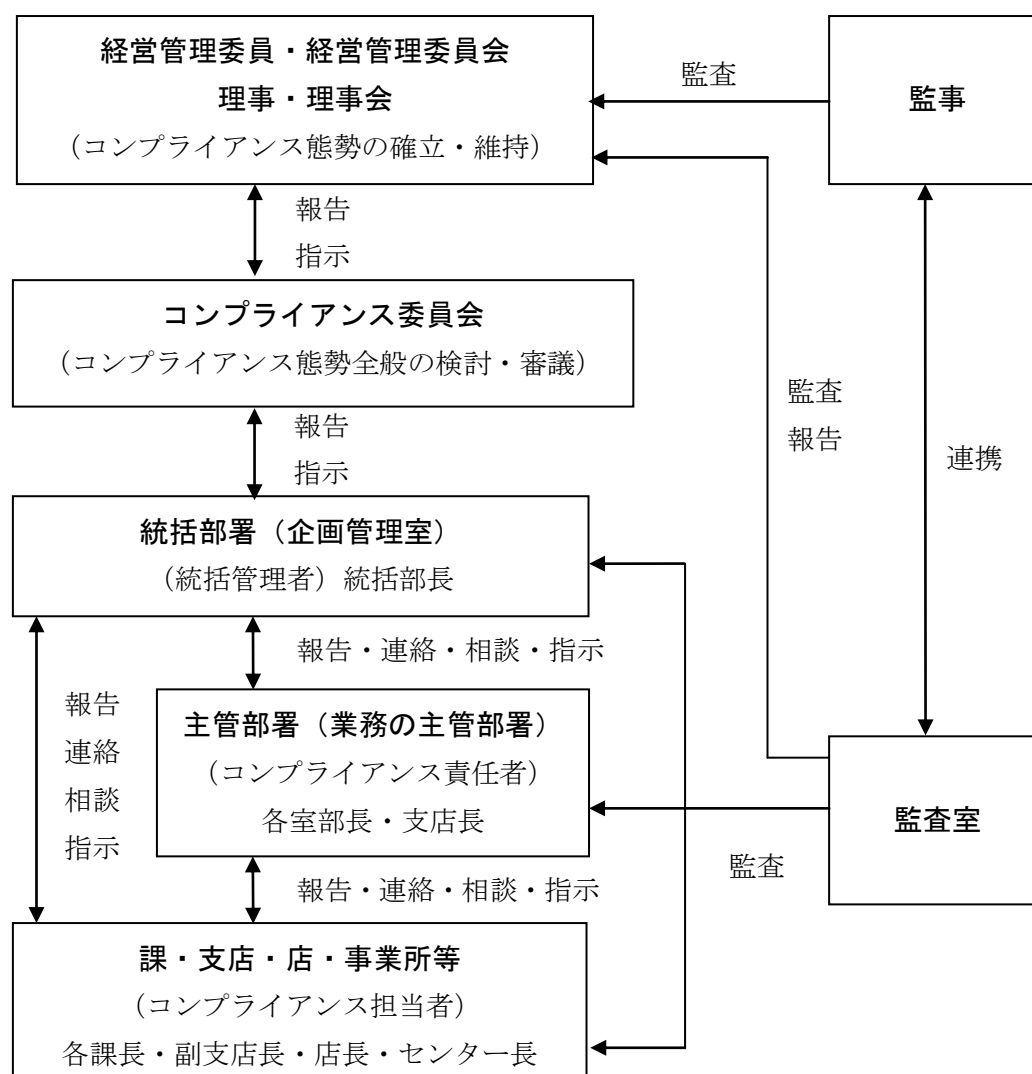 経営管理委員・経営管理委員会
理事・理事会
（コンプライアンス態勢の確立・維持）
監査
監事
報告
指示
コンプライアンス委員会
（コンプライアンス態勢全般の検討・審議）
監査
報告
連携
報告
指示
統括部署（企画管理室）
（統括管理者）統括部長
報告・連絡・相談・指示
報告
連絡
相談
指示
主管部署（業務の主管部署）
（コンプライアンス責任者）
各室部長・支店長
監査室
監査
報告・連絡・相談・指示
課・支店・店・事業所等
（コンプライアンス担当者）
各課長・副支店長・店長・センター長